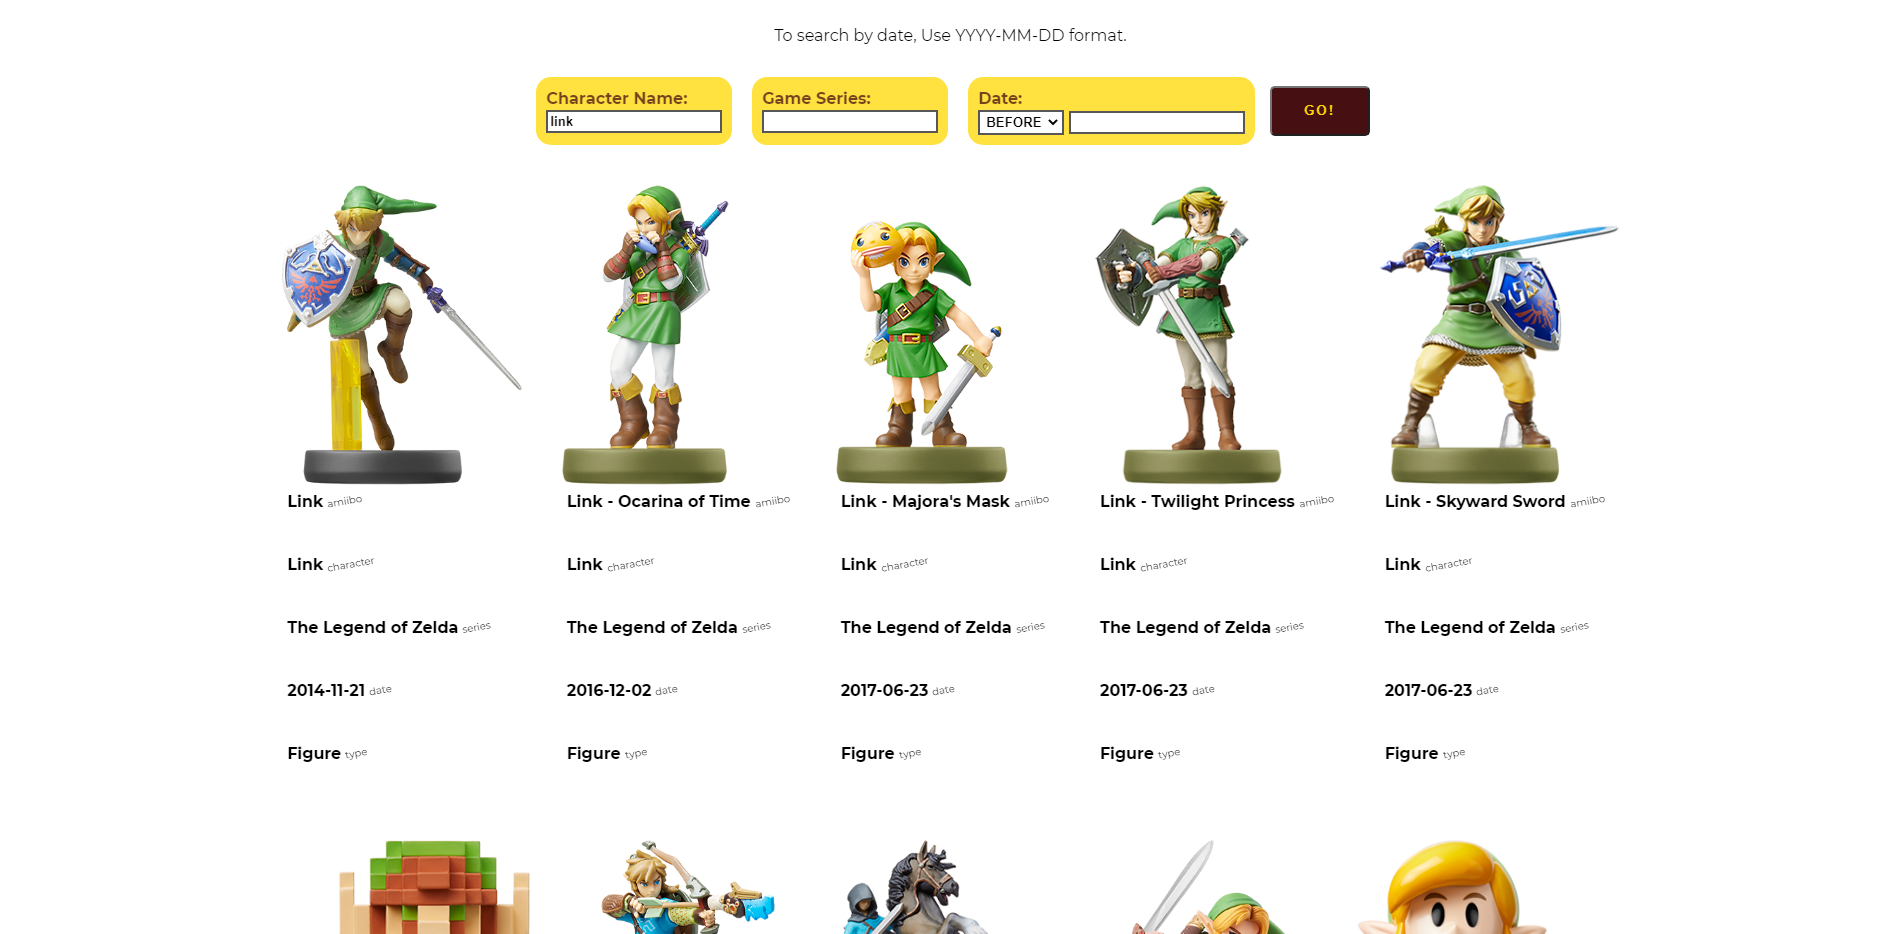 To search by date, Use YYYY-MM-DD format.
Character Name:
link
Game Series:
Date:
BEFORE
GO!
Link amiibo
Link - Ocarina of Time amiibo
Link - Majora's Mask amiibo
Link - Twilight Princess amiibo
Link - Skyward Sword amiibo
Link character
Link character
Link character
Link character
Link character
The Legend of Zelda series
The Legend of Zelda series
The Legend of Zelda series
The Legend of Zelda series
The Legend of Zelda series
2014-11-21 date
2016-12-02 date
2017-06-23 date
2017-06-23 date
2017-06-23 date
Figure type
Figure type
Figure type
Figure type
Figure type